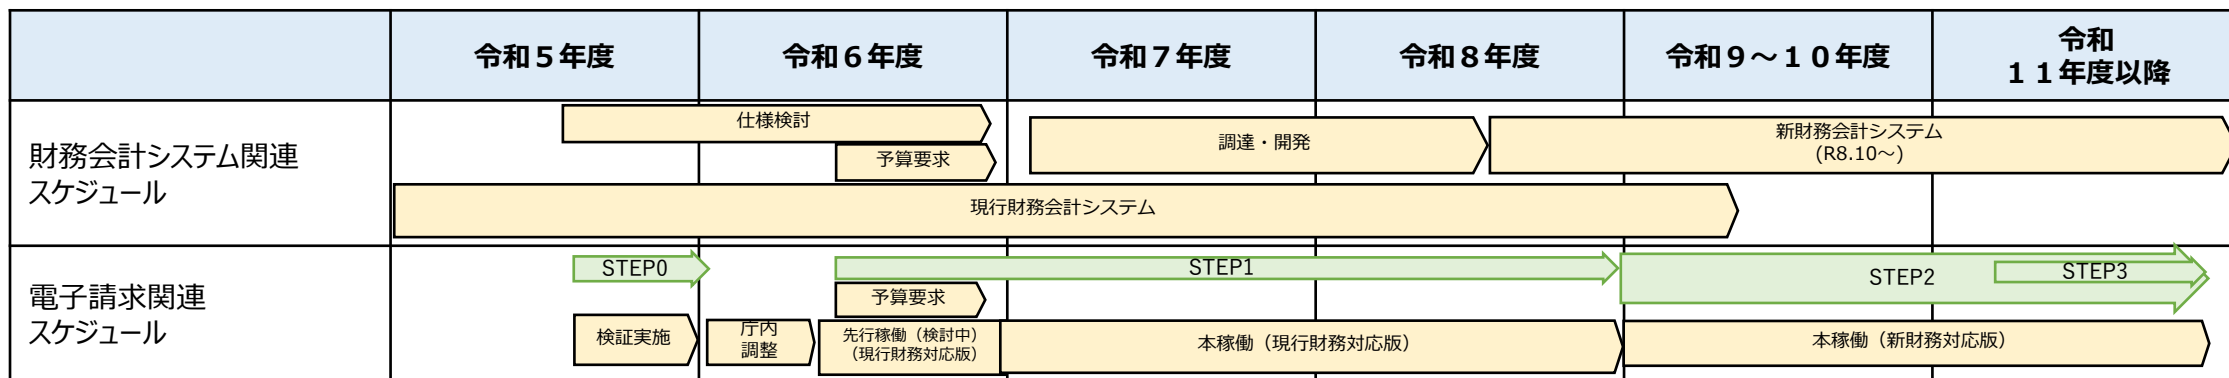 令和５年度
令和６年度
令和７年度
令和８年度
令和９～１０年度
令和
１１年度以降
財務会計システム関連
スケジュール
仕様検討
予算要求
調達・開発
新財務会計システム
(R8.10～)
現行財務会計システム
電子請求関連
スケジュール
STEP0
STEP1
STEP2
STEP3
予算要求
検証実施
庁内
調整
先行稼働（検討中）
（現行財務対応版）
本稼働（現行財務対応版）
本稼働（新財務対応版）